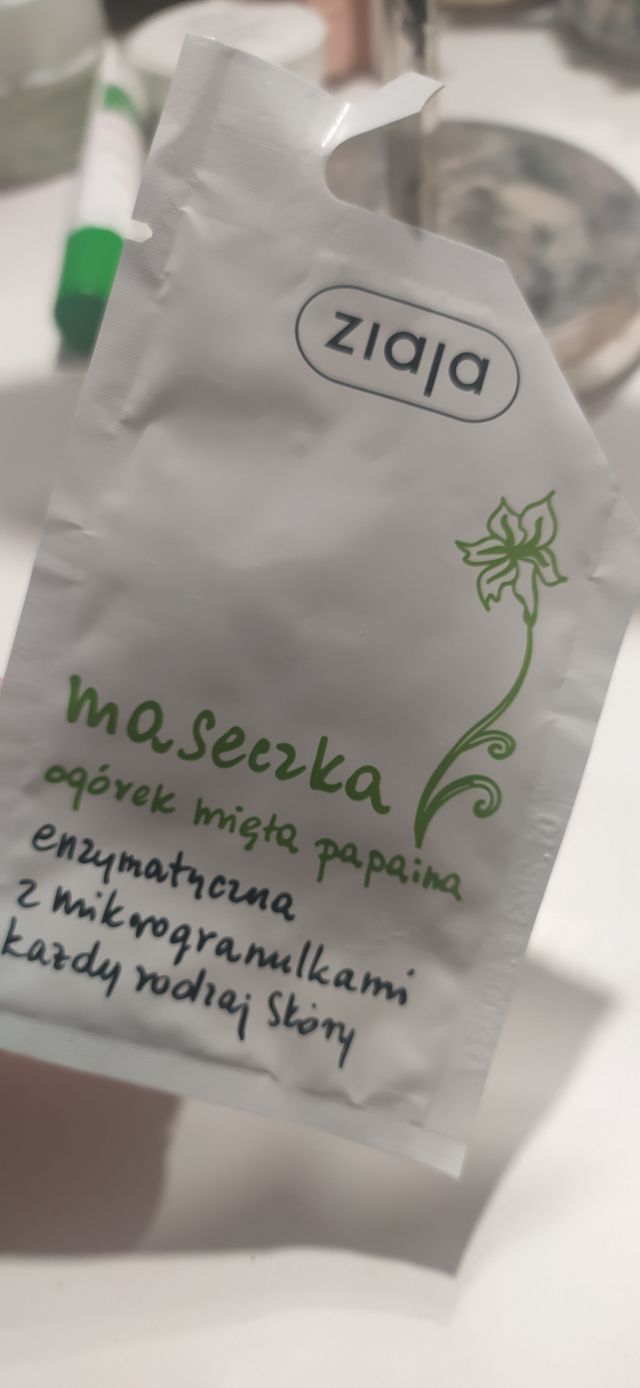 ziaja
maseczka
ogórek mięta papaina
enzymatyczna
z mikrogranulkami
każdy rodzaj skóry